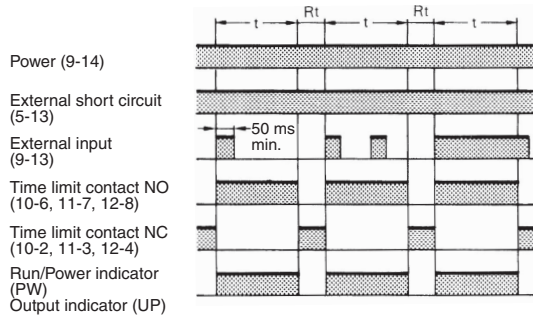 t Rt t Rt t
Power (9-14)
External short circuit
(5-13)
External input
(9-13)
50 ms
min.
Time limit contact NO
(10-6, 11-7, 12-8)
Time limit contact NC
(10-2, 11-3, 12-4)
Run/Power indicator
(PW)
Output indicator (UP)